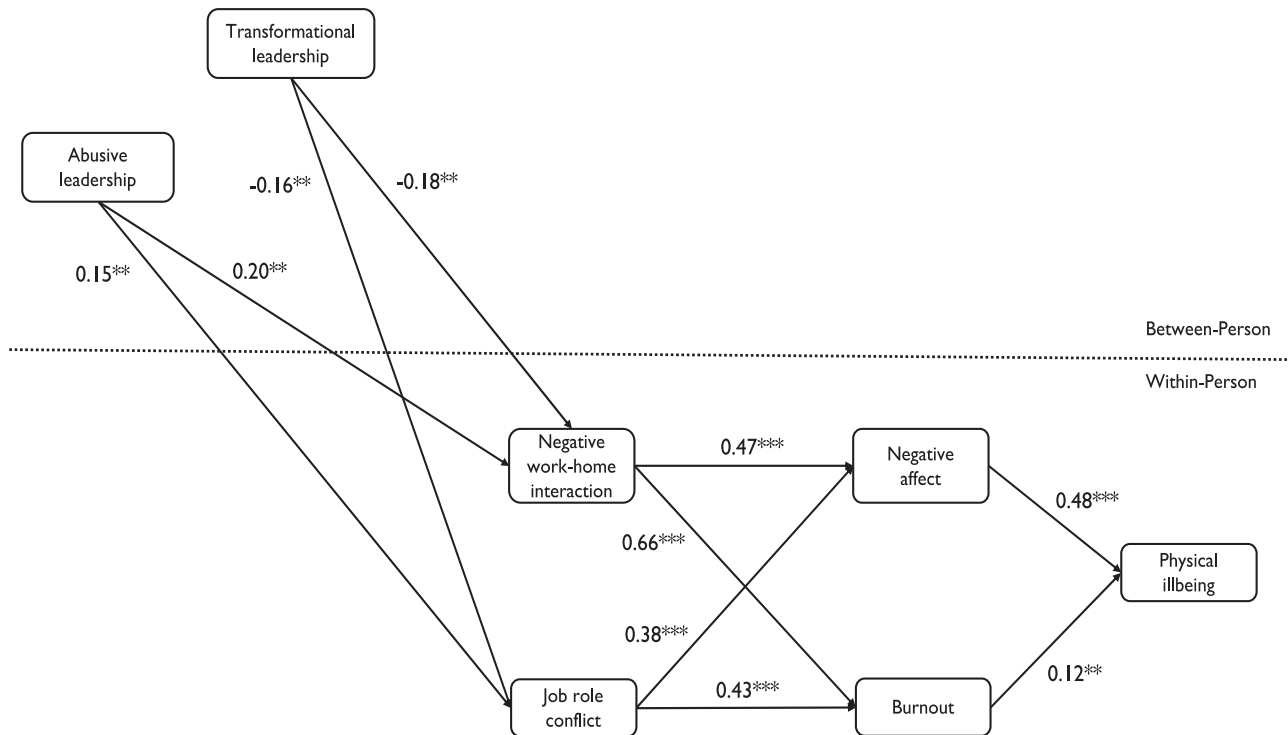 Transformational
leadership
Abusive
leadership
-0.16**
-0.18**
0.15**
0.20**
Between-Person
Within-Person
Negative
work-home
interaction
0.47***
Negative
affect
0.48***
0.66***
Physical
illbeing
0.38***
Job role
conflict
0.43***
Burnout
0.12**